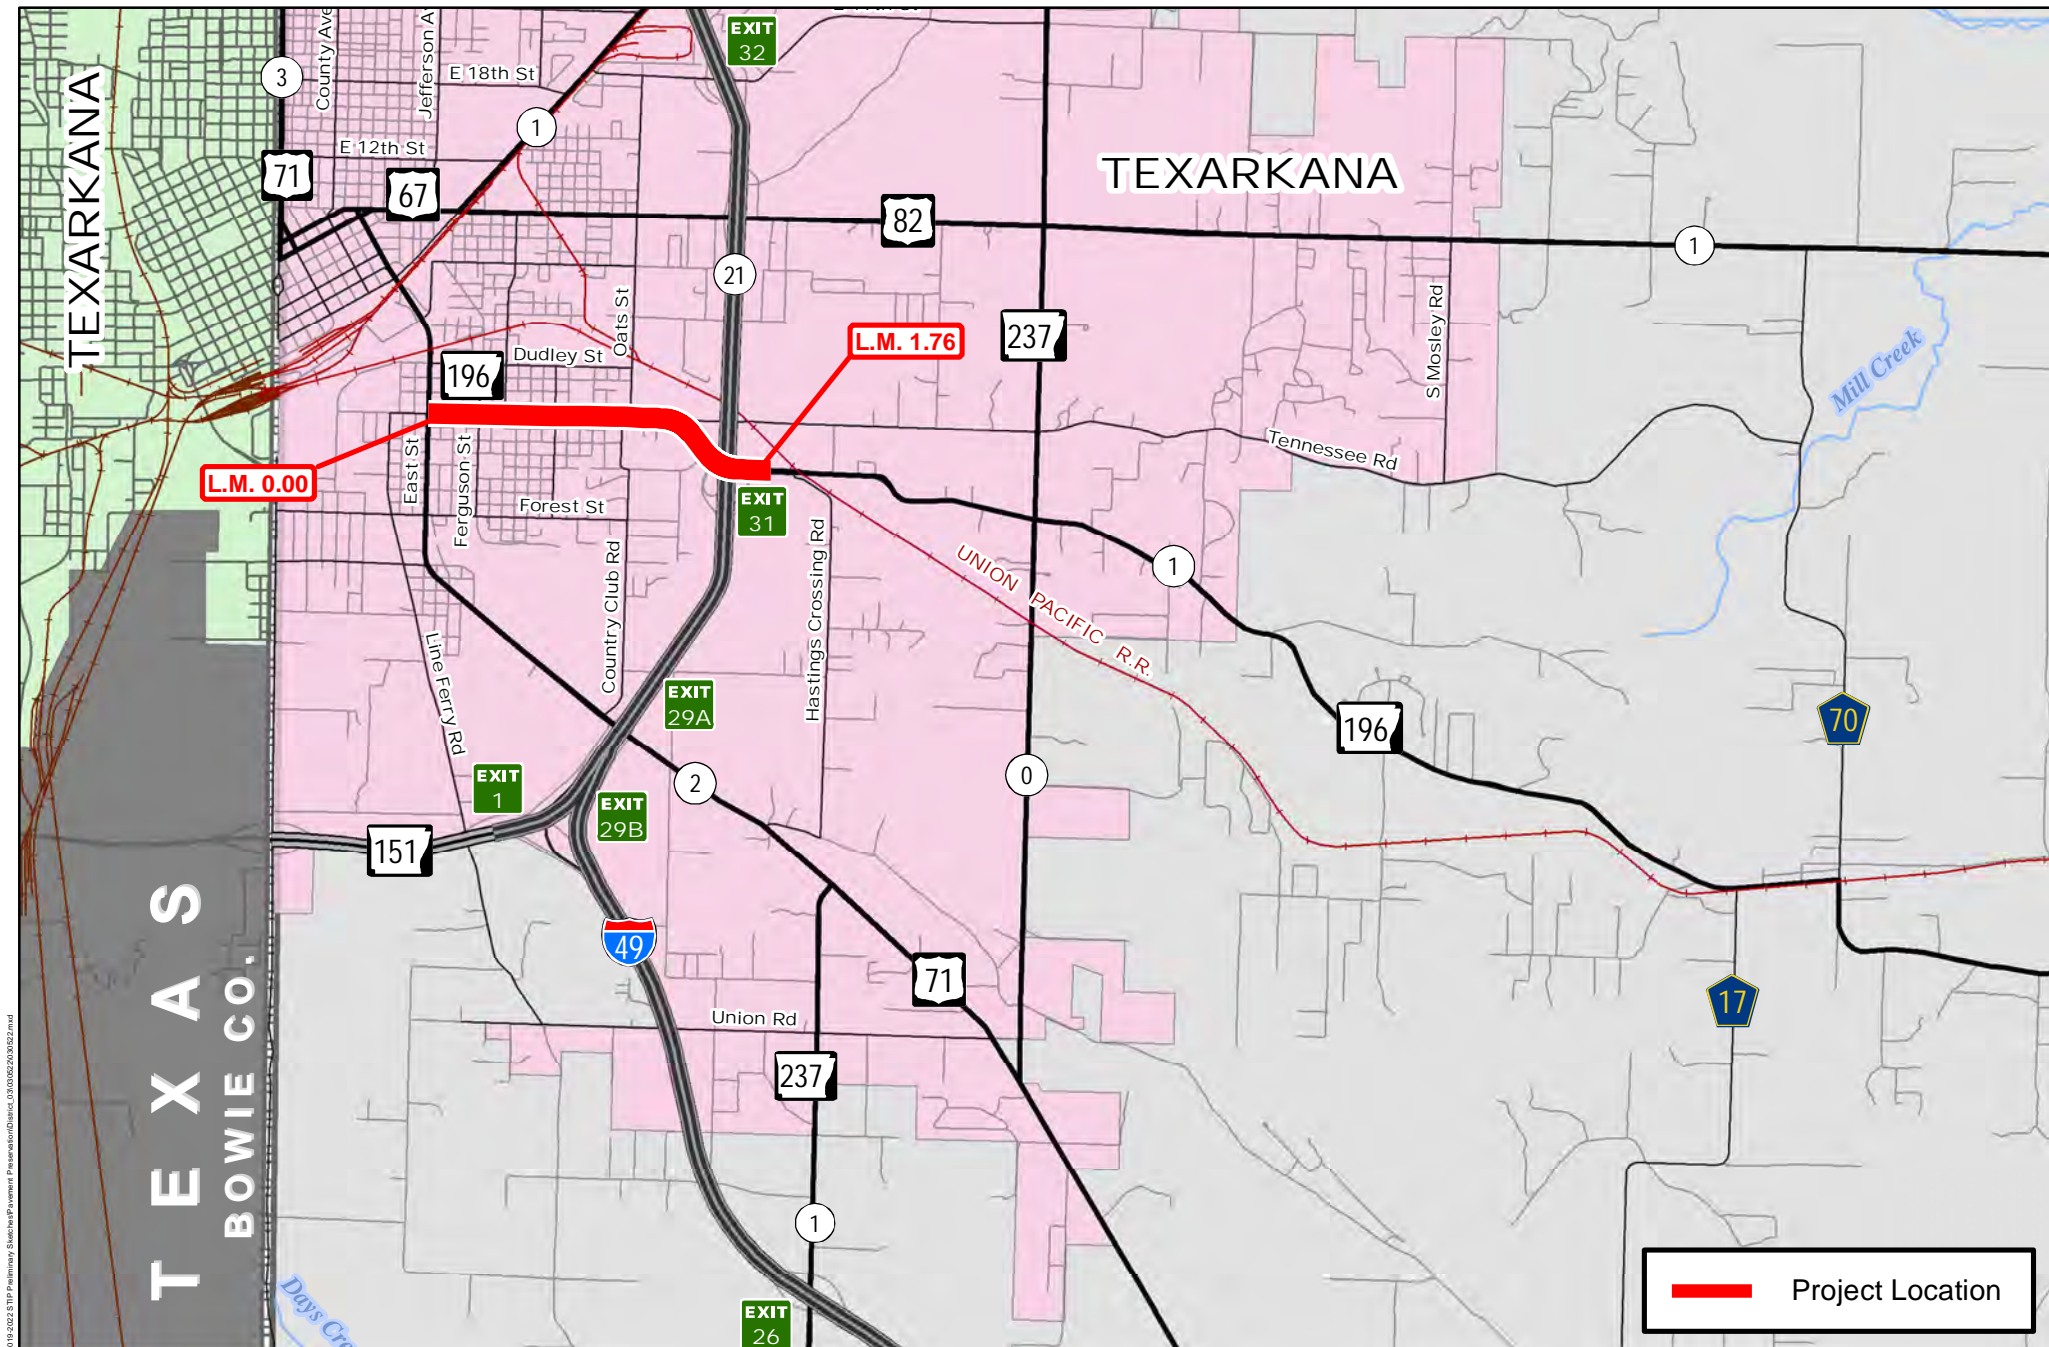 EXIT
32
3
County Ave
Jefferson Av
E 18th St
1
E 12th St
71
67
TEXARKANA
TEXARKANA
82
1
21
Oats St
237
S Mosley Rd
Mill Creek
L.M. 1.76
Dudley St
196
L.M. 0.00
East St
Ferguson St
Forest St
EXIT
31
Tennessee Rd
Hastings Crossing Rd
Country Club Rd
UNION PACIFIC R.R.
1
Line Ferry Rd
EXIT
29A
196
70
EXIT
1
2
0
EXIT
29B
151
49
71
17
Union Rd
237
TEXAS
BOWIE CO.
1
Days Cre
EXIT
26
Project Location